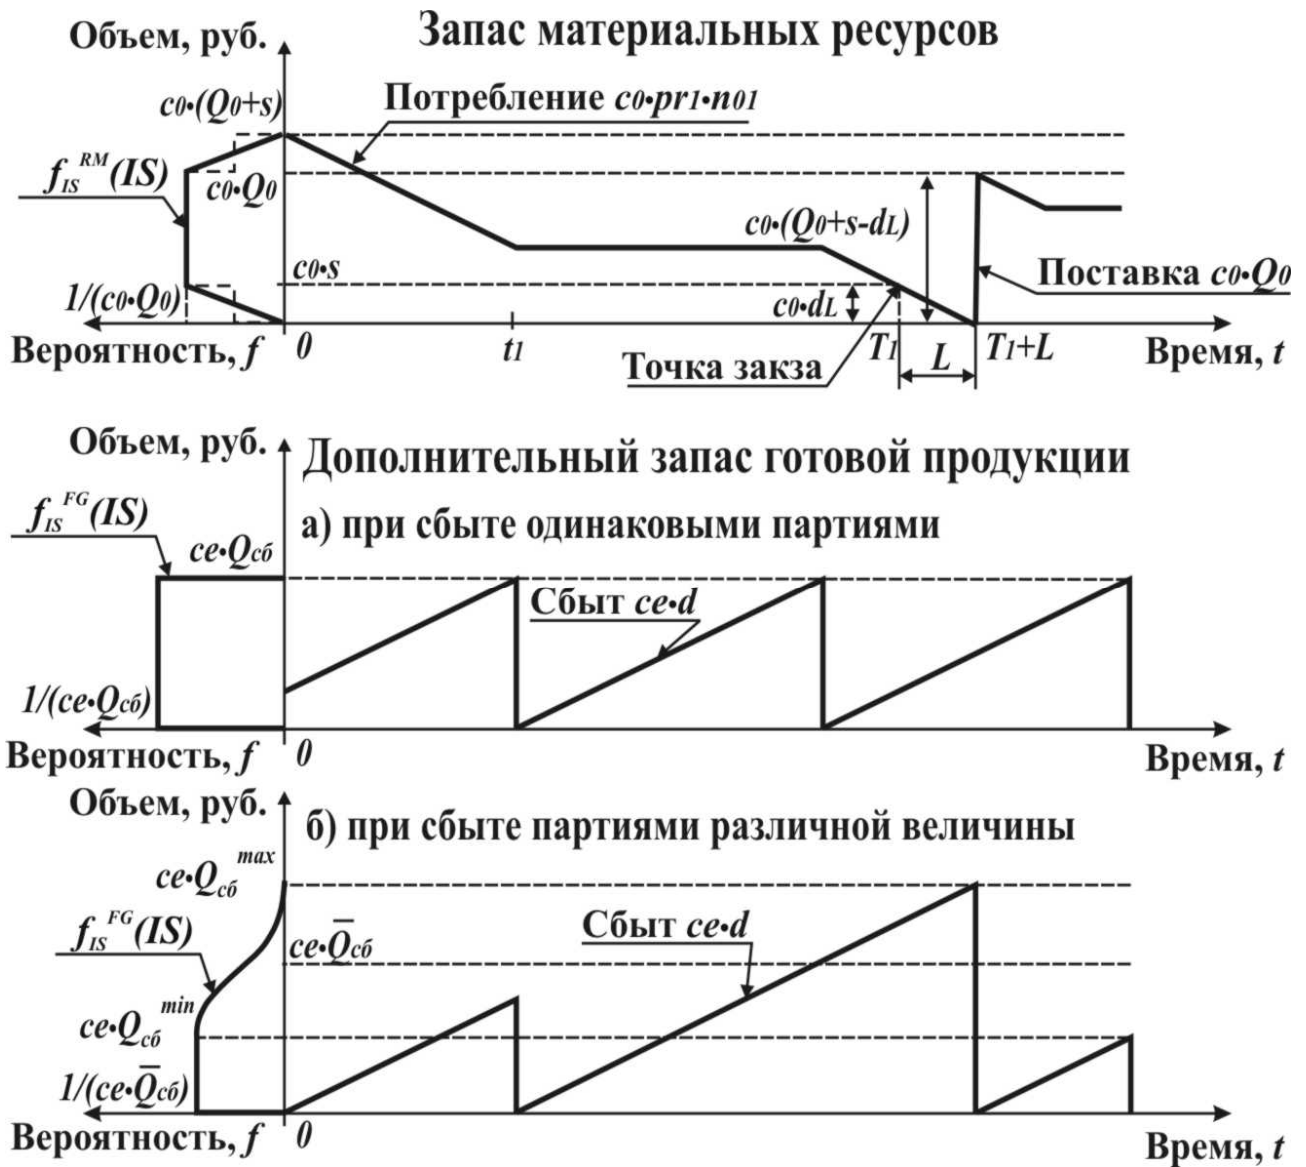 Объем, руб.
Запас материальных ресурсов
c0•(Q0+s)
Потребление c0•pr1•n01
fIS^RM(IS)
c0•Q0
c0•(Q0+s-dL)
c0•s
Поставка c0•Q0
1/(c0•Q0)
c0•dL
Вероятность, f
0
t1
Точка закза
T1
L
T1+L
Время, t
Объем, руб.
Дополнительный запас готовой продукции
fIS^FG(IS)
а) при сбыте одинаковыми партиями
ce•Qсб
Сбыт ce•d
1/(ce•Qсб)
Вероятность, f
0
Время, t
Объем, руб.
б) при сбыте партиями различной величины
ce•Qсб^max
fIS^FG(IS)
Сбыт ce•d
ce•Q̅сб
ce•Qсб^min
1/(ce•Q̅сб)
Вероятность, f
0
Время, t